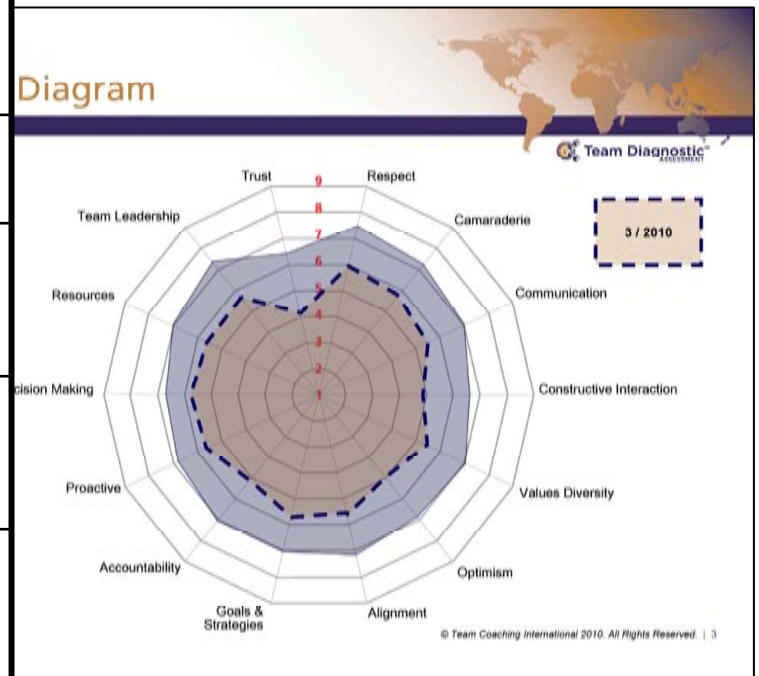 Diagram
Team Diagnostic™
ASSESSMENT
3 / 2010
Trust
9
Respect
8
Team Leadership
Camaraderie
7
6
Resources
5
Communication
4
3
2
cision Making
1
Constructive Interaction
Proactive
Values Diversity
Accountability
Optimism
Goals &
Strategies
Alignment
© Team Coaching International 2010. All Rights Reserved. | 3